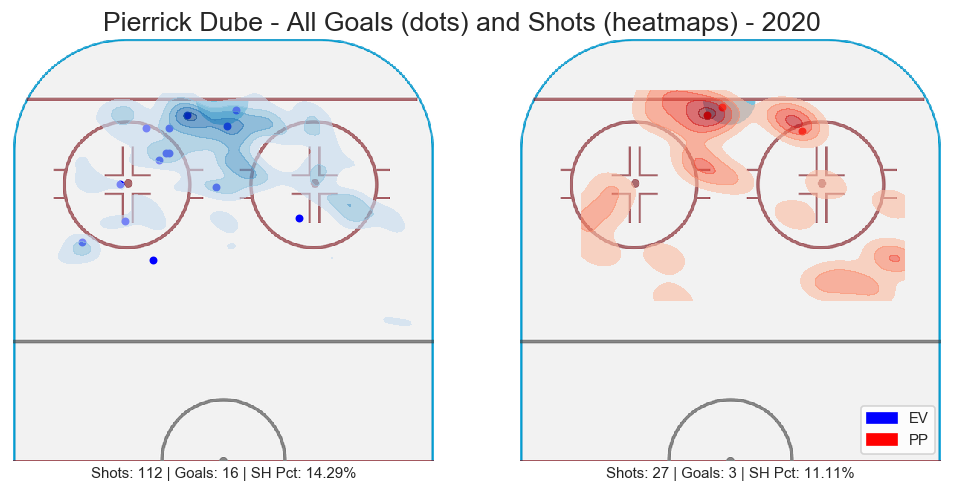 Pierrick Dube - All Goals (dots) and Shots (heatmaps) - 2020
EV
PP
Shots: 112 | Goals: 16 | SH Pct: 14.29%
Shots: 27 | Goals: 3 | SH Pct: 11.11%